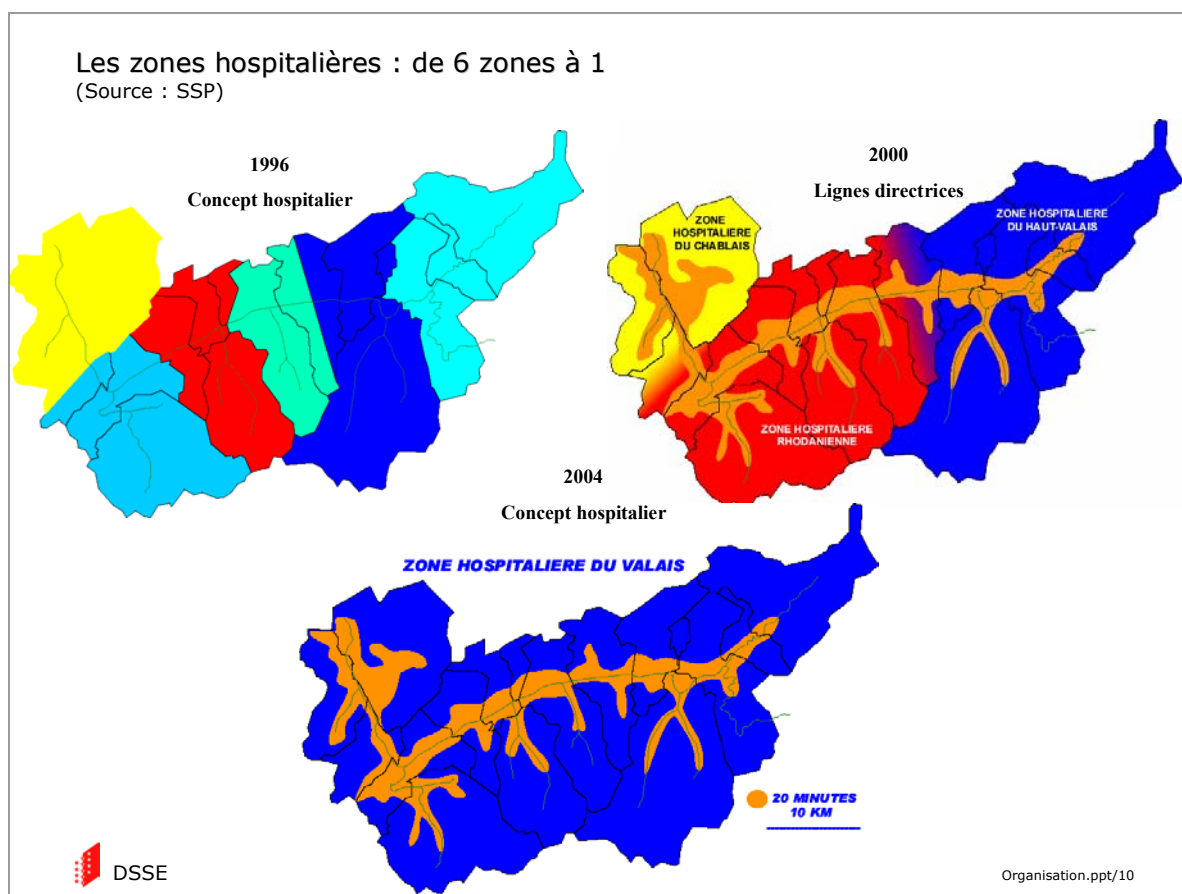 Les zones hospitalières : de 6 zones à 1
(Source : SSP)
1996
Concept hospitalier
2000
Lignes directrices
ZONE
HOSPITALIERE
DU CHABLAIS
ZONE HOSPITALIERE
DU HAUT-VALAIS
ZONE HOSPITALIERE
RHODANIENNE
2004
Concept hospitalier
ZONE HOSPITALIERE DU VALAIS
20 MINUTES
10 KM
DSSE
Organisation.ppt/10